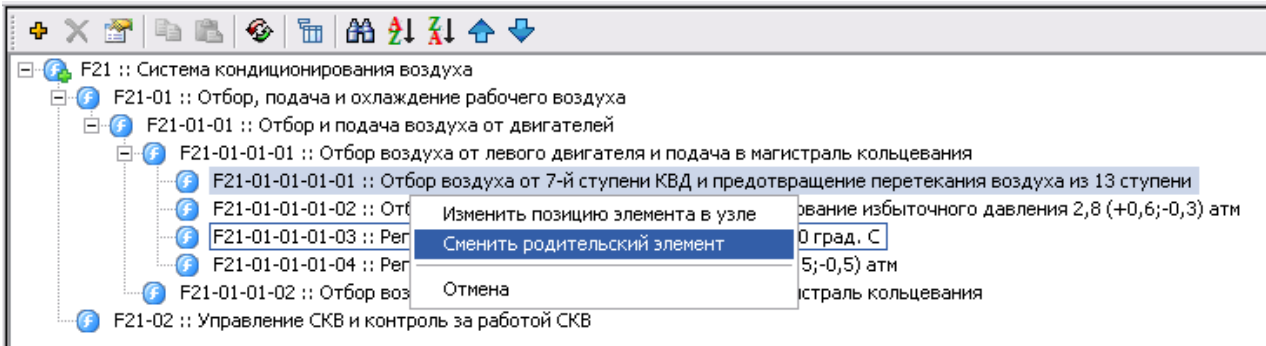 F21 :: Система кондиционирования воздуха
F21-01 :: Отбор, подача и охлаждение рабочего воздуха
F21-01-01 :: Отбор и подача воздуха от двигателей
F21-01-01-01 :: Отбор воздуха от левого двигателя и подача в магистраль кольцевания
F21-01-01-01-01 :: Отбор воздуха от 7-й ступени КВД и предотвращение перетекания воздуха из 13 ступени
F21-01-01-01-02 :: Отб Изменить позицию элемента в узле ование избыточного давления 2,8 (+0,6;-0,3) атм
F21-01-01-01-03 :: Рег Сменить родительский элемент 0 град. С
F21-01-01-01-04 :: Рег 5;-0,5) атм
F21-01-01-02 :: Отбор воз Отмена истраль кольцевания
F21-02 :: Управление СКВ и контроль за работой СКВ